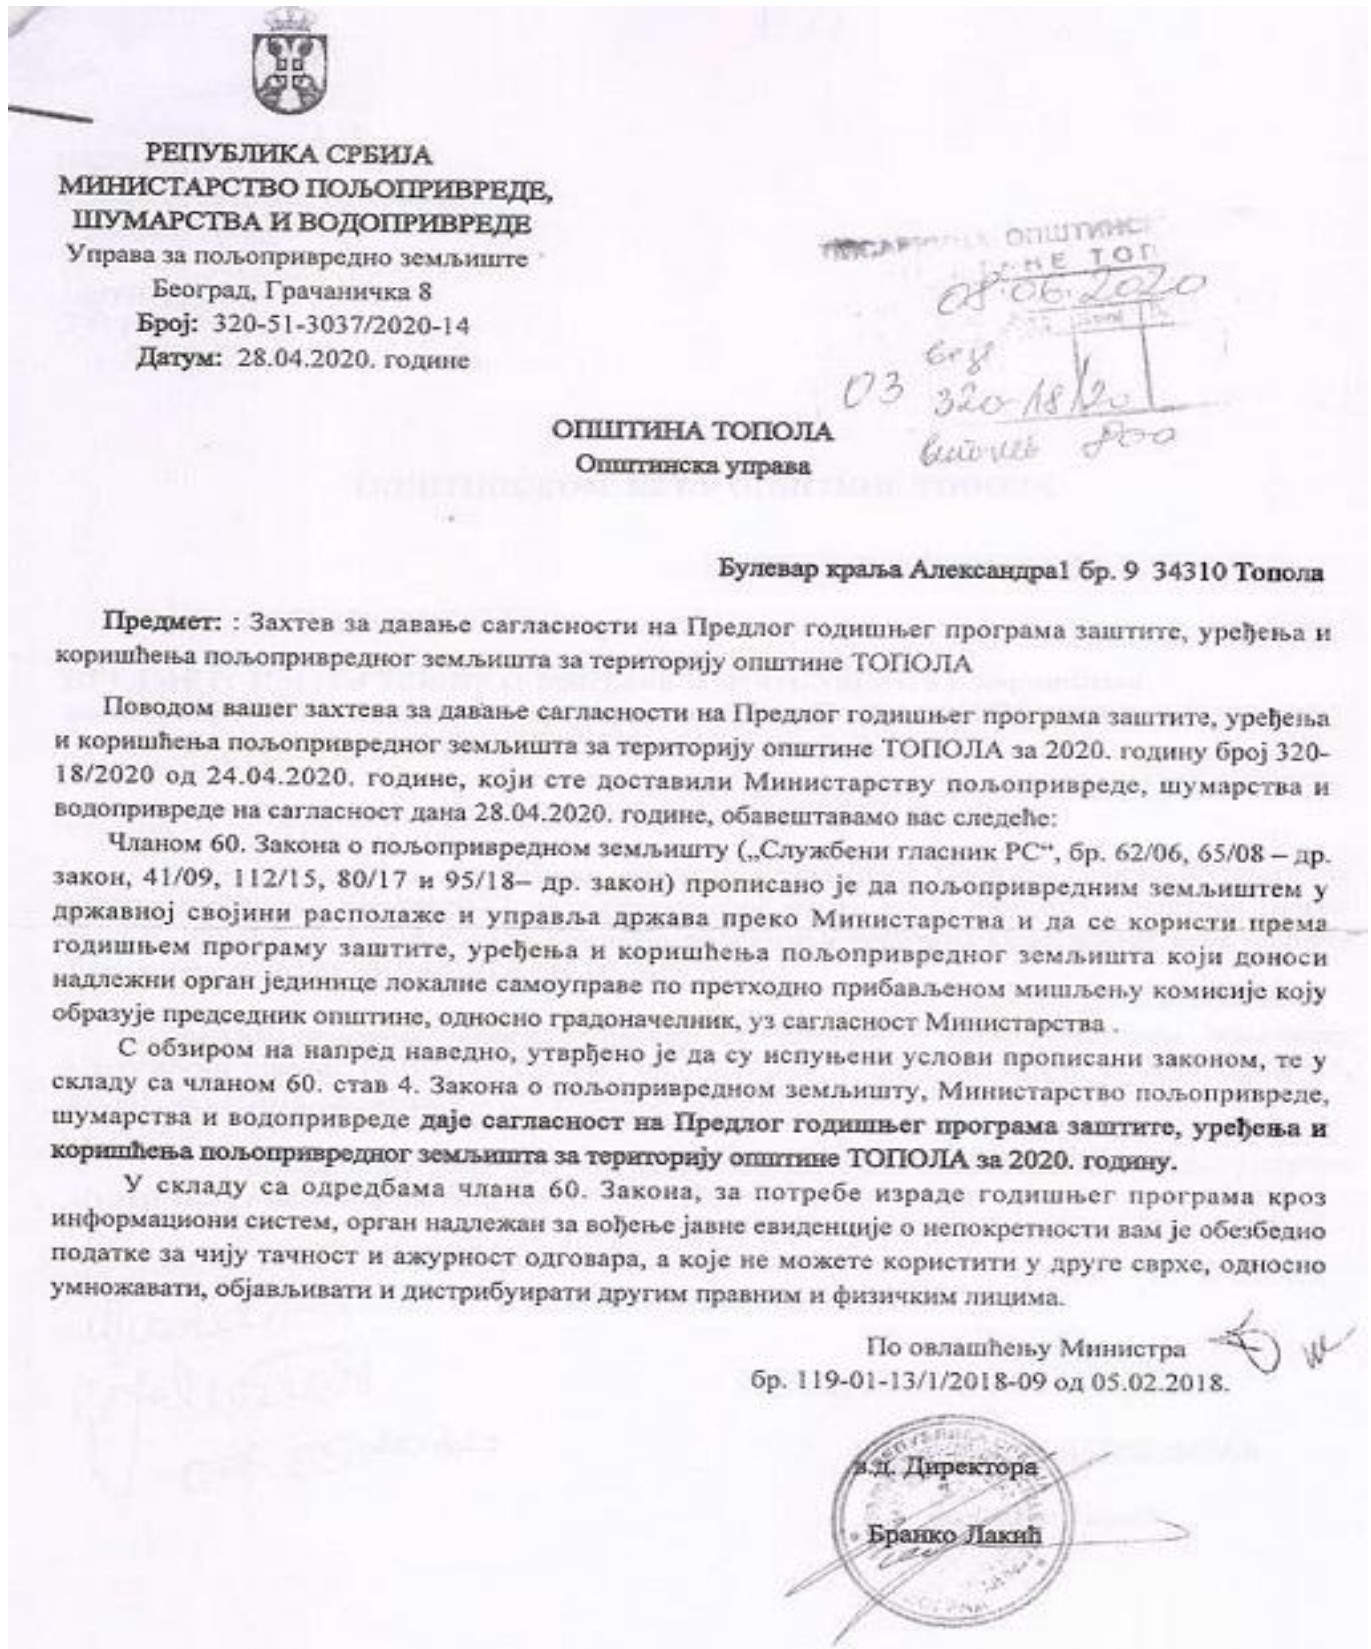 РЕПУБЛИКА СРБИЈА
МИНИСТАРСТВО ПОЉОПРИВРЕДЕ,
ШУМАРСТВА И ВОДОПРИВРЕДЕ
Управа за пољопривредно земљиште
Београд, Грачаничка 8
Број: 320-51-3037/2020-14
Датум: 28.04.2020. године
08.06.2020
03 320-18/20
ОПШТИНА ТОПОЛА
Општинска управа
Булевар краља Александра1 бр. 9 34310 Топола
Предмет: : Захтев за давање сагласности на Предлог годишњег програма заштите, уређења и
коришћења пољопривредног земљишта за територију општине ТОПОЛА
Поводом вашег захтева за давање сагласности на Предлог годишњег програма заштите, уређења
и коришћења пољопривредног земљишта за територију општине ТОПОЛА за 2020. годину број 320-
18/2020 од 24.04.2020. године, који сте доставили Министарству пољопривреде, шумарства и
водопривреде на сагласност дана 28.04.2020. године, обавештавамо вас следеће:
Чланом 60. Закона о пољопривредном земљишту („Службени гласник РС“, бр. 62/06, 65/08 – др.
закон, 41/09, 112/15, 80/17 и 95/18– др. закон) прописано је да пољопривредним земљиштем у
државној својини располаже и управља држава преко Министарства и да се користи према
годишњем програму заштите, уређења и коришћења пољопривредног земљишта који доноси
надлежни орган јединице локалне самоуправе по претходно прибављеном мишљењу комисије коју
образује председник општине, односно градоначелник, уз сагласност Министарства .
С обзиром на напред наведно, утврђено је да су испуњени услови прописани законом, те у
складу са чланом 60. став 4. Закона о пољопривредном земљишту, Министарство пољопривреде,
шумарства и водопривреде даје сагласност на Предлог годишњег програма заштите, уређења и
коришћења пољопривредног земљишта за територију општине ТОПОЛА за 2020. годину.
У складу са одредбама члана 60. Закона, за потребе израде годишњег програма кроз
информациони систем, орган надлежан за вођење јавне евиденције о непокретности вам је обезбедио
податке за чију тачност и ажурност одговара, а које не можете користити у друге сврхе, односно
умножавати, објављивати и дистрибуирати другим правним и физичким лицима.
По овлашћењу Министра
бр. 119-01-13/1/2018-09 од 05.02.2018.
в.д. Директора
Бранко Лакић